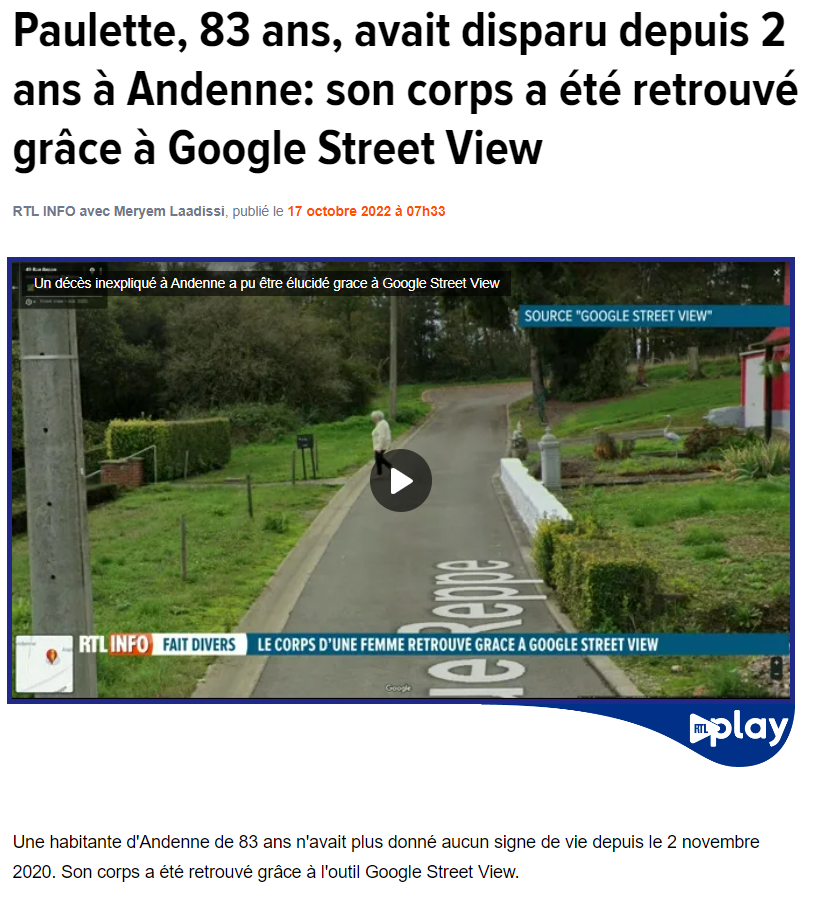 Paulette, 83 ans, avait disparu depuis 2
ans à Andenne: son corps a été retrouvé
grâce à Google Street View
RTL INFO avec Meryem Laadissi, publié le 17 octobre 2022 à 07h33
Un décès inexpliqué à Andenne a pu être élucidé grace à Google Street View
SOURCE "GOOGLE STREET VIEW"
ue Reppe
RTL INFO FAIT DIVERS LE CORPS D'UNE FEMME RETROUVÉ GRACE À GOOGLE STREET VIEW
Google
RTL play
Une habitante d'Andenne de 83 ans n'avait plus donné aucun signe de vie depuis le 2 novembre
2020. Son corps a été retrouvé grâce à l'outil Google Street View.